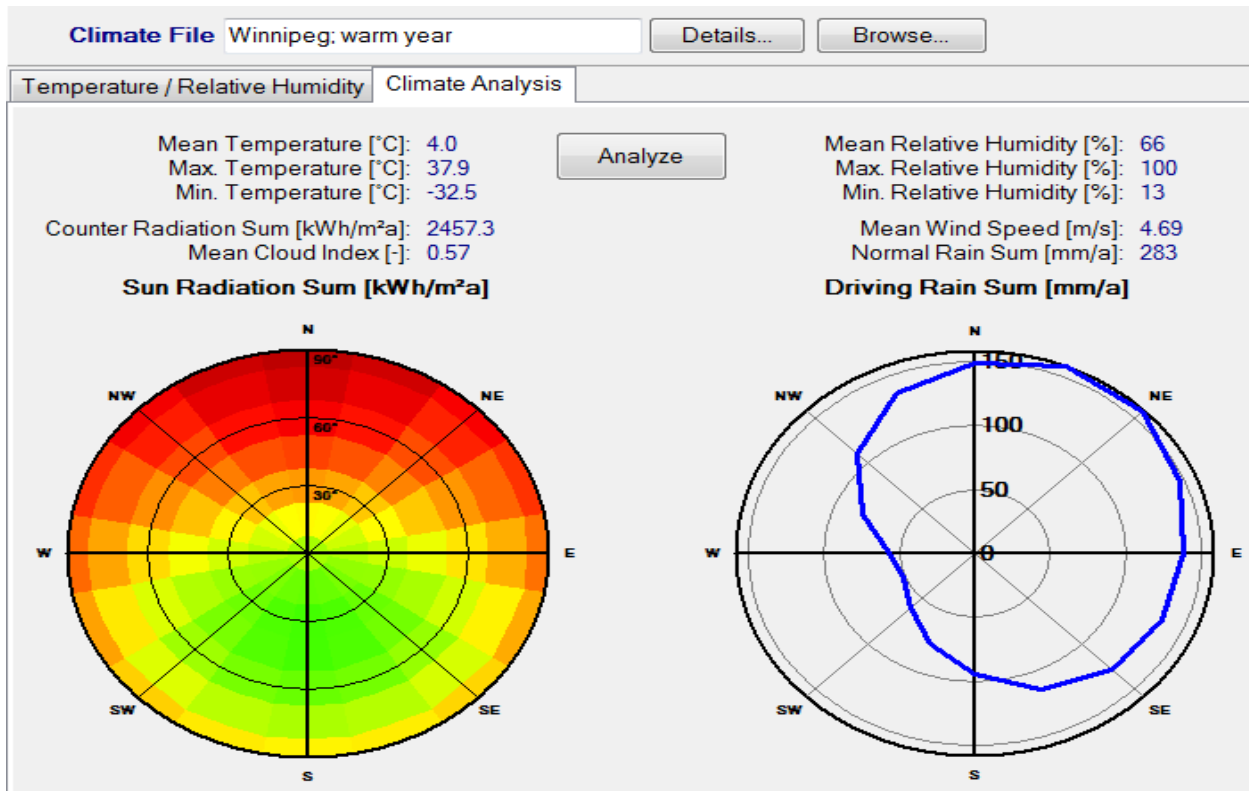 Climate File Winnipeg; warm year Details... Browse...
Temperature / Relative Humidity Climate Analysis
Mean Temperature [°C]: 4.0
Max. Temperature [°C]: 37.9
Min. Temperature [°C]: -32.5
Counter Radiation Sum [kWh/m²a]: 2457.3
Mean Cloud Index [-]: 0.57
Analyze
Mean Relative Humidity [%]: 66
Max. Relative Humidity [%]: 100
Min. Relative Humidity [%]: 13
Mean Wind Speed [m/s]: 4.69
Normal Rain Sum [mm/a]: 283
Sun Radiation Sum [kWh/m²a]
N
90°
NW NE
60°
30°
W E
SW SE
S
Driving Rain Sum [mm/a]
N
150
NW NE
100
50
W 0 E
SW SE
S